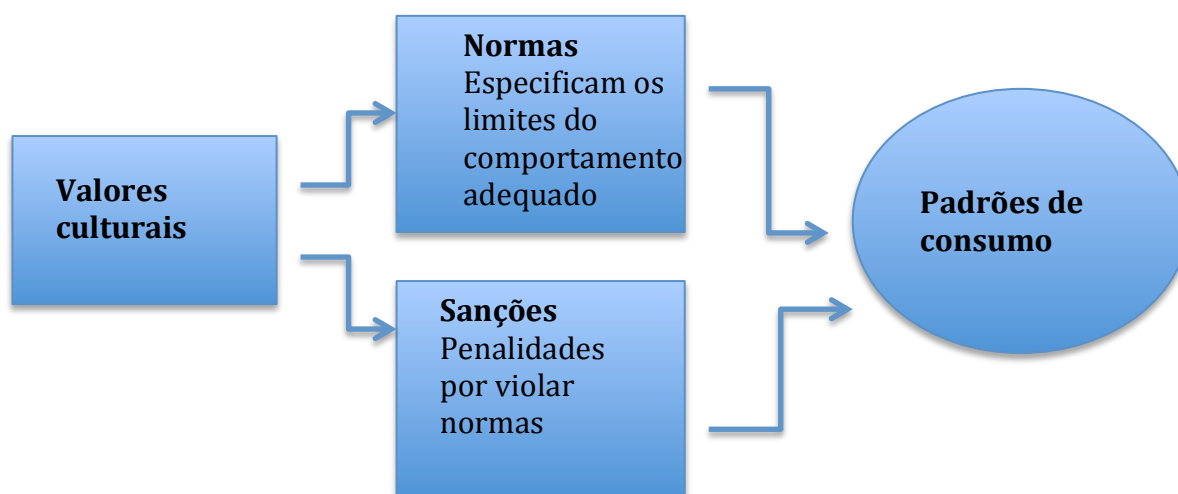 Valores
culturais
Normas
Especificam os
limites do
comportamento
adequado
Sanções
Penalidades
por violar
normas
Padrões de
consumo